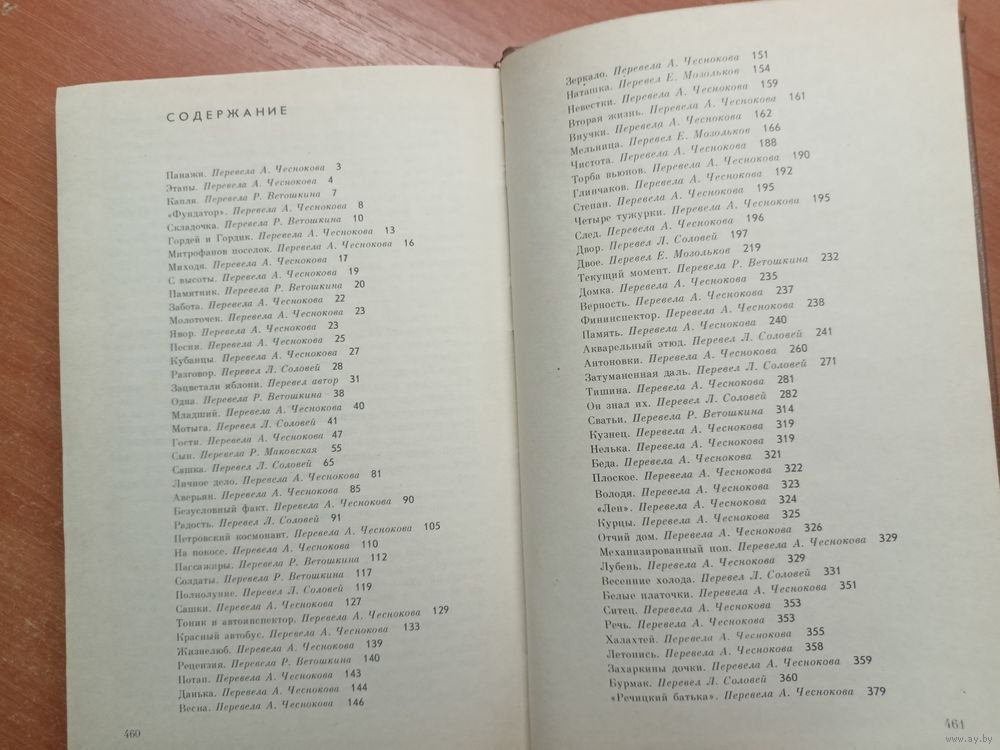 СОДЕРЖАНИЕ
Панажи. Перевела А. Чеснокова 3
Этапы. Перевела А. Чеснокова 4
Капля. Перевела Р. Ветошкина 7
«Фундатор». Перевела А. Чеснокова 8
Складочка. Перевела Р. Ветошкина 10
Гордей и Гордик. Перевела А. Чеснокова 13
Митрофанов поселок. Перевела А. Чеснокова 16
Миходя. Перевела А. Чеснокова 17
С высоты. Перевела А. Чеснокова 19
Памятник. Перевела Р. Ветошкина 20
Забота. Перевела А. Чеснокова 22
Молоточек. Перевела А. Чеснокова 23
Явор. Перевела А. Чеснокова 23
Песня. Перевела А. Чеснокова 25
Кубанцы. Перевела А. Чеснокова 27
Разговор. Перевел Л. Соловей 28
Зацветали яблони. Перевел автор 31
Одна. Перевела Р. Ветошкина 38
Младший. Перевела А. Чеснокова 40
Мотыга. Перевел Л. Соловей 41
Гости. Перевела А. Чеснокова 47
Сын. Перевела Р. Маковская 55
Сашка. Перевел Л. Соловей 65
Личное дело. Перевела А. Чеснокова 81
Аверьян. Перевела А. Чеснокова 85
Безусловный факт. Перевела А. Чеснокова 90
Радость. Перевел Л. Соловей 91
Петровский космонавт. Перевела А. Чеснокова 105
На покосе. Перевела А. Чеснокова 110
Пассажиры. Перевела Р. Ветошкина 112
Солдаты. Перевела Р. Ветошкина 117
Полнолуние. Перевел Л. Соловей 119
Сашки. Перевела А. Чеснокова 127
Тоник и автоинспектор. Перевела А. Чеснокова 129
Красный автобус. Перевела А. Чеснокова 133
Жизнелюб. Перевела А. Чеснокова 139
Рецензия. Перевела Р. Ветошкина 140
Потап. Перевела А. Чеснокова 143
Данька. Перевела А. Чеснокова 144
Весна. Перевела А. Чеснокова 146
460
Зеркало. Перевела А. Чеснокова 151
Наташка. Перевел Е. Мозольков 154
Невестки. Перевела А. Чеснокова 159
Вторая жизнь. Перевела А. Чеснокова 161
Внучки. Перевела А. Чеснокова 162
Мельница. Перевел Е. Мозольков 166
Чистота. Перевела А. Чеснокова 188
Торба вьюнов. Перевела А. Чеснокова 190
Глинчаков. Перевела А. Чеснокова 192
Степан. Перевела А. Чеснокова 195
Четыре тужурки. Перевела А. Чеснокова 195
След. Перевела А. Чеснокова 196
Двор. Перевел Л. Соловей 197
Двое. Перевел Е. Мозольков 219
Текущий момент. Перевела Р. Ветошкина 232
Домка. Перевела А. Чеснокова 235
Верность. Перевела А. Чеснокова 237
Фининспектор. Перевела А. Чеснокова 238
Память. Перевела А. Чеснокова 240
Акварельный этюд. Перевел Л. Соловей 241
Антоновки. Перевела А. Чеснокова 260
Затуманенная даль. Перевел Л. Соловей 271
Тишина. Перевела А. Чеснокова 281
Он знал их. Перевел Л. Соловей 282
Сваты. Перевела Р. Ветошкина 314
Кузнец. Перевела А. Чеснокова 319
Нелька. Перевела А. Чеснокова 319
Беда. Перевела А. Чеснокова 321
Плоское. Перевела А. Чеснокова 322
Володя. Перевела А. Чеснокова 323
«Лен». Перевела А. Чеснокова 324
Курцы. Перевела А. Чеснокова 325
Отчий дом. Перевела А. Чеснокова 326
Механизированный поп. Перевела А. Чеснокова 329
Лубень. Перевела А. Чеснокова 329
Весенние холода. Перевел Л. Соловей 331
Белые платочки. Перевела А. Чеснокова 351
Ситец. Перевела А. Чеснокова 353
Речь. Перевела А. Чеснокова 353
Халахтей. Перевела А. Чеснокова 355
Летопись. Перевела А. Чеснокова 358
Захаркины дочки. Перевела А. Чеснокова 359
Бурмак. Перевел Л. Соловей 360
«Речицкий батька». Перевела А. Чеснокова 379
461
www.ay.by